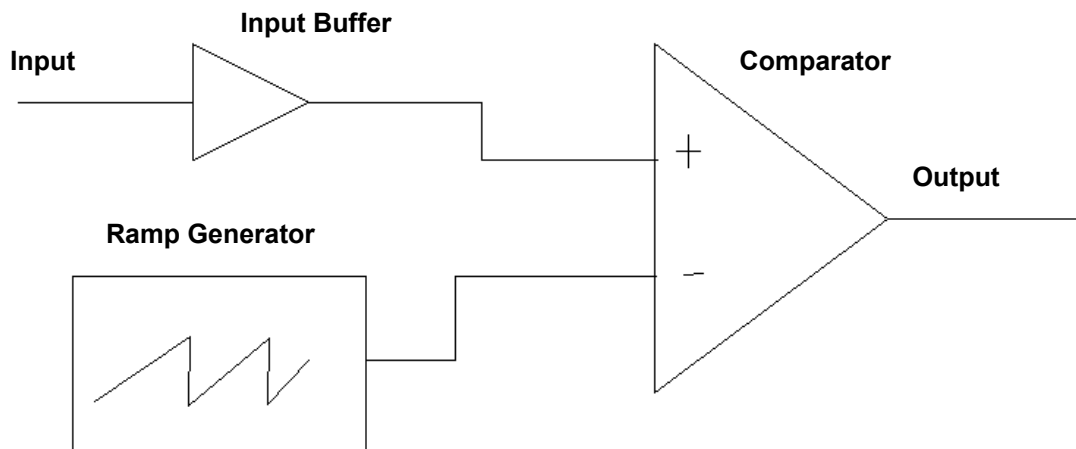 Input Buffer
Input
Comparator
+
Output
Ramp Generator
-